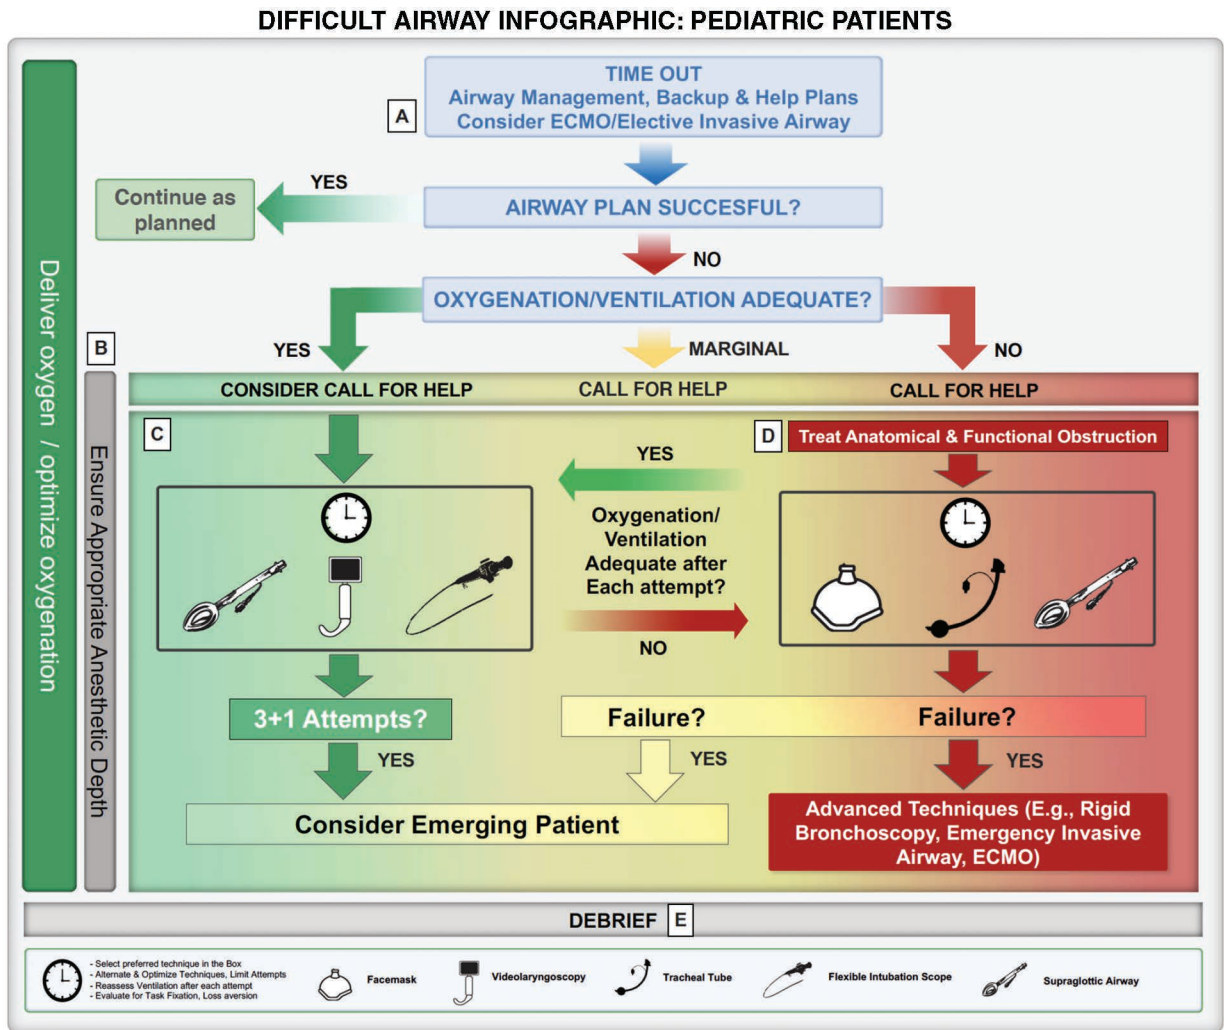 DIFFICULT AIRWAY INFOGRAPHIC: PEDIATRIC PATIENTS
TIME OUT
Airway Management, Backup & Help Plans
Consider ECMO/Elective Invasive Airway
A
YES
Continue as
planned
AIRWAY PLAN SUCCESFUL?
NO
OXYGENATION/VENTILATION ADEQUATE?
B
YES
MARGINAL
NO
CONSIDER CALL FOR HELP
CALL FOR HELP
CALL FOR HELP
Deliver oxygen / optimize oxygenation
Ensure Appropriate Anesthetic Depth
C
D
Treat Anatomical & Functional Obstruction
YES
Oxygenation/
Ventilation
Adequate after
Each attempt?
NO
3+1 Attempts?
Failure?
Failure?
YES
YES
YES
Consider Emerging Patient
Advanced Techniques (E.g., Rigid
Bronchoscopy, Emergency Invasive
Airway, ECMO)
DEBRIEF
E
- Select preferred technique in the Box
- Alternate & Optimize Techniques, Limit Attempts
- Reassess Ventilation after each attempt
- Evaluate for Task Fixation, Loss aversion
Facemask
Videolaryngoscopy
Tracheal Tube
Flexible Intubation Scope
Supraglottic Airway